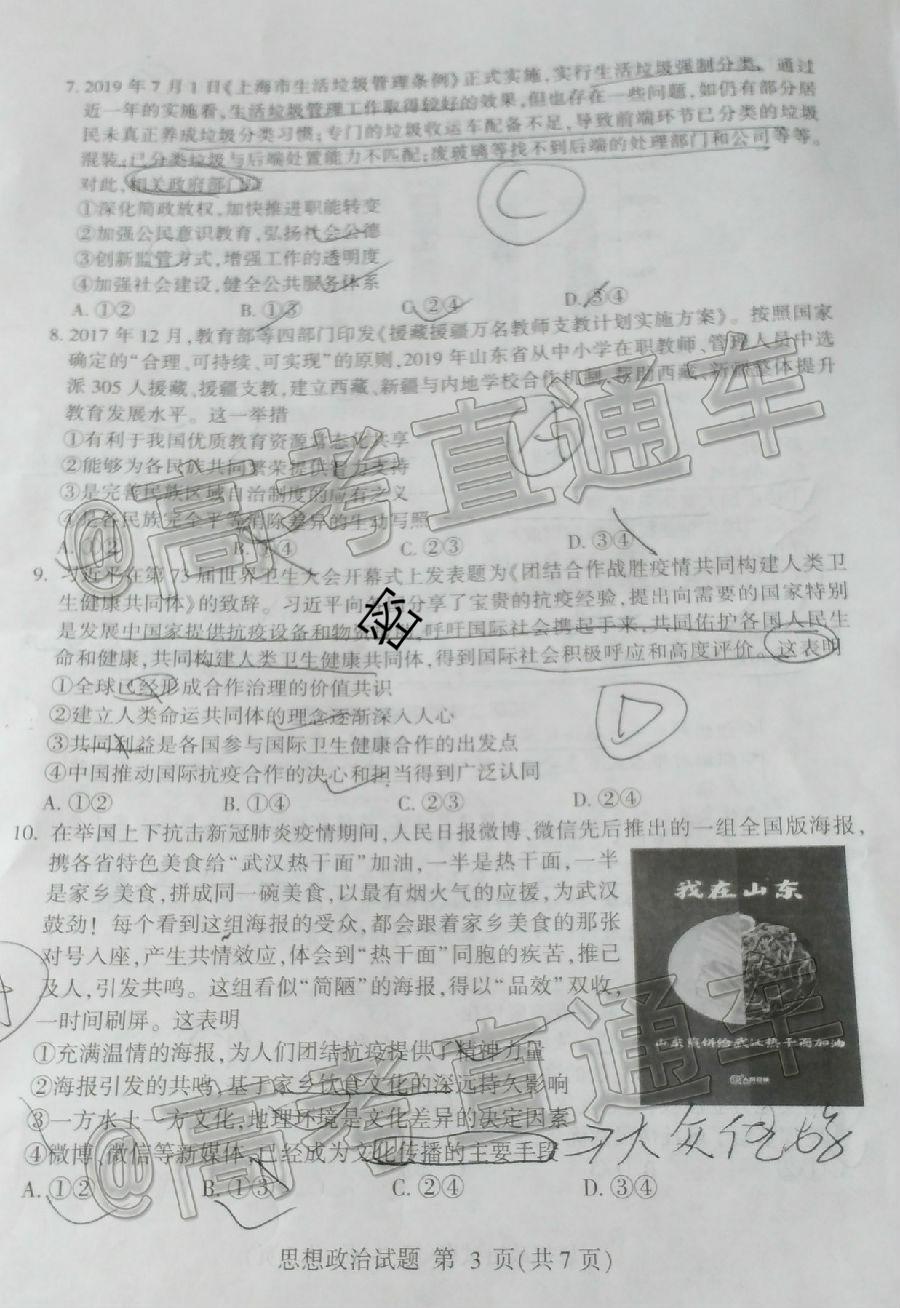 7. 2019 年 7 月 1 日《上海市生活垃圾管理条例》正式实施，实行生活垃圾强制分类。通过
近一年的实施看，生活垃圾管理工作取得较好的效果，但也存在一些问题，如仍有部分居
民未真正养成垃圾分类习惯；专门的垃圾收运车配备不足，导致前端环节已分类的垃圾
混装；已分类垃圾与后端处置能力不匹配；废玻璃等找不到后端的处理部门和公司等等。
对此，相关政府部门应
①深化简政放权，加快推进职能转变
②加强公民意识教育，弘扬社会公德
③创新监管方式，增强工作的透明度
④加强社会建设，健全公共服务体系
A. ①② B. ①③ C. ②④ D. ③④
C
8. 2017 年 12 月，教育部等四部门印发《援藏援疆万名教师支教计划实施方案》。按照国家
确定的“合理、可持续、可实现”的原则，2019 年山东省从中小学在职教师、管理人员中选
派 305 人援藏、援疆支教，建立西藏、新疆与内地学校合作机制，帮助西藏、新疆整体提升
教育发展水平。这一举措
①有利于我国优质教育资源 共享
②能够为各民族共同繁荣提供智力支持
③是完善民族区域自治制度的应有之义
④是各民族完全平等消除差异的生动写照
A. ①② B. ①④ C. ②③ D. ③④
9. 习近平在第 73 届世界卫生大会开幕式上发表题为《团结合作战胜疫情共同构建人类卫
生健康共同体》的致辞。习近平向 分享了宝贵的抗疫经验，提出向需要的国家特别
是发展中国家提供抗疫设备和物资 ，呼吁国际社会携起手来，共同佑护各国人民生
命和健康，共同构建人类卫生健康共同体，得到国际社会积极呼应和高度评价。这表明
①全球已经形成合作治理的价值共识
②建立人类命运共同体的理念逐渐深入人心
③共同利益是各国参与国际卫生健康合作的出发点
④中国推动国际抗疫合作的决心和担当得到广泛认同
A. ①② B. ①④ C. ②③ D. ②④
D
密
10. 在举国上下抗击新冠肺炎疫情期间，人民日报微博、微信先后推出的一组全国版海报，
携各省特色美食给“武汉热干面”加油，一半是热干面，一半
是家乡美食，拼成同一碗美食，以最有烟火气的应援，为武汉
鼓劲！每个看到这组海报的受众，都会跟着家乡美食的那张
对号入座，产生共情效应，体会到“热干面”同胞的疾苦，推己
及人，引发共鸣。这组看似“简陋”的海报，得以“品效”双收，
一时间刷屏。这表明
我在山东
山东煎饼给武汉热干面加油
①充满温情的海报，为人们团结抗疫提供了精神力量
②海报引发的共鸣，基于家乡饮食文化的深远持久影响
③一方水土一方文化，地理环境是文化差异的决定因素
④微博、微信等新媒体，已经成为文化传播的主要手段
⇒大众传媒
A. ①② B. ①③ C. ②④ D. ③④
@高考直通车
@高考直通车
思想政治试题 第 3 页(共 7 页)